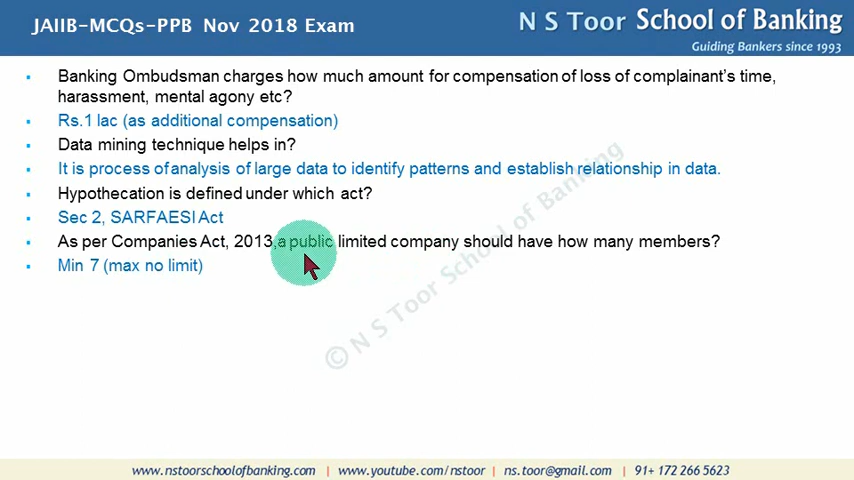 JAIIB-MCQs-PPB Nov 2018 Exam
N S Toor School of Banking
Guiding Bankers since 1993
▪ Banking Ombudsman charges how much amount for compensation of loss of complainant's time,
harassment, mental agony etc?
▪ Rs.1 lac (as additional compensation)
▪ Data mining technique helps in?
▪ It is process of analysis of large data to identify patterns and establish relationship in data.
▪ Hypothecation is defined under which act?
▪ Sec 2, SARFAESI Act
▪ As per Companies Act, 2013,a public limited company should have how many members?
▪ Min 7 (max no limit)
© N S Toor School of Banking
www.nstoorschoolofbanking.com | www.youtube.com/nstoor | ns.toor@gmail.com | 91+ 172 266 5623